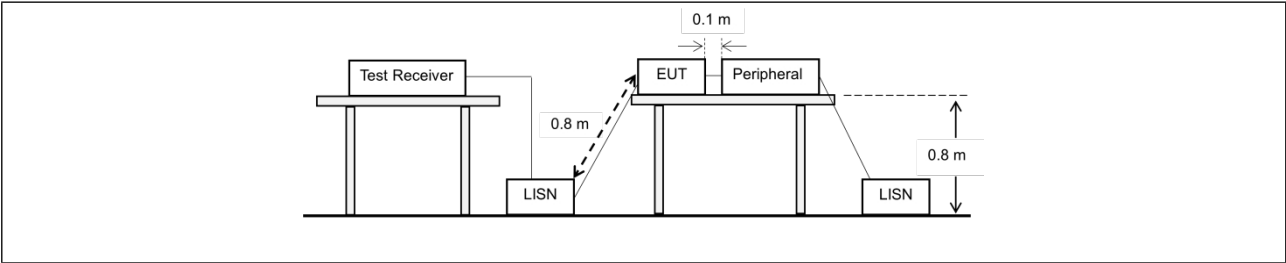 0.1 m
Test Receiver
EUT
Peripheral
0.8 m
0.8 m
LISN
LISN